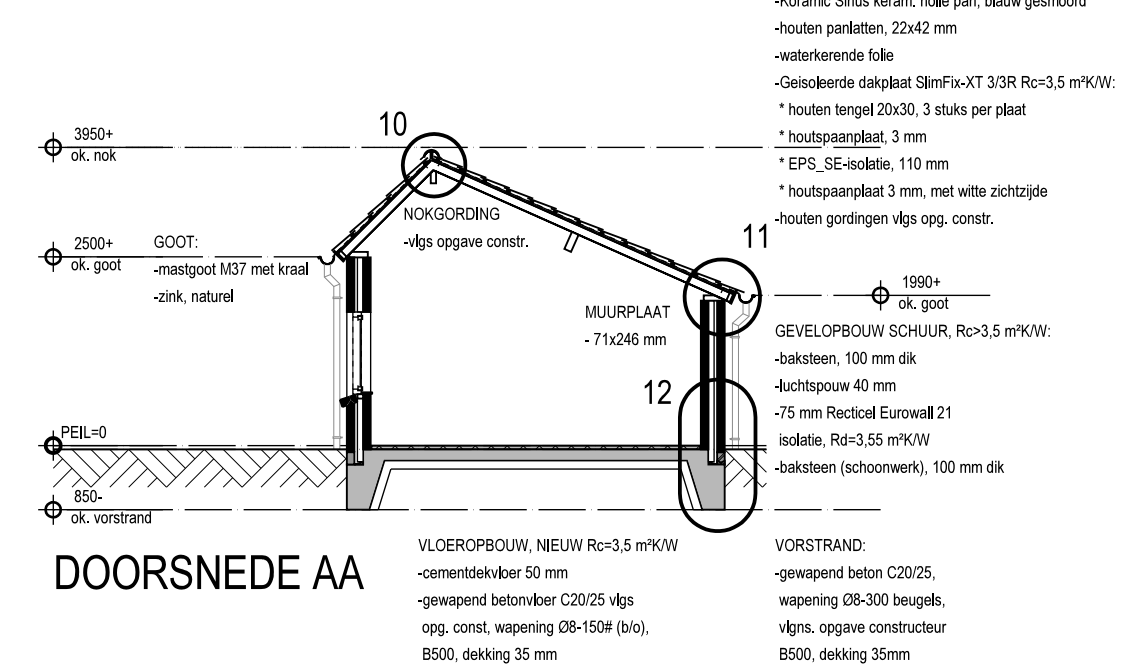 -Koramic Sinus keram. holle pan, blauw gesmoord
-houten panlatten, 22x42 mm
-waterkerende folie
-Geisoleerde dakplaat SlimFix-XT 3/3R Rc=3,5 m²K/W:
* houten tengel 20x30, 3 stuks per plaat
* houtspaanplaat, 3 mm
* EPS_SE-isolatie, 110 mm
* houtspaanplaat 3 mm, met witte zichtzijde
-houten gordingen vlgs opg. constr.
3950+
ok. nok
10
NOKGORDING
-vlgs opgave constr.
2500+
ok. goot
GOOT:
-mastgoot M37 met kraal
-zink, naturel
11
1990+
ok. goot
MUURPLAAT
- 71x246 mm
GEVELOPBOUW SCHUUR, Rc>3,5 m²K/W:
-baksteen, 100 mm dik
-luchtspouw 40 mm
-75 mm Recticel Eurowall 21
isolatie, Rd=3,55 m²K/W
-baksteen (schoonwerk), 100 mm dik
12
PEIL=0
850-
ok. vorstrand
DOORSNEDE AA
VLOEROPBOUW, NIEUW Rc=3,5 m²K/W
-cementdekvloer 50 mm
-gewapend betonvloer C20/25 vlgs
opg. const, wapening Ø8-150# (b/o),
B500, dekking 35 mm
VORSTRAND:
-gewapend beton C20/25,
wapening Ø8-300 beugels,
vlgns. opgave constructeur
B500, dekking 35mm